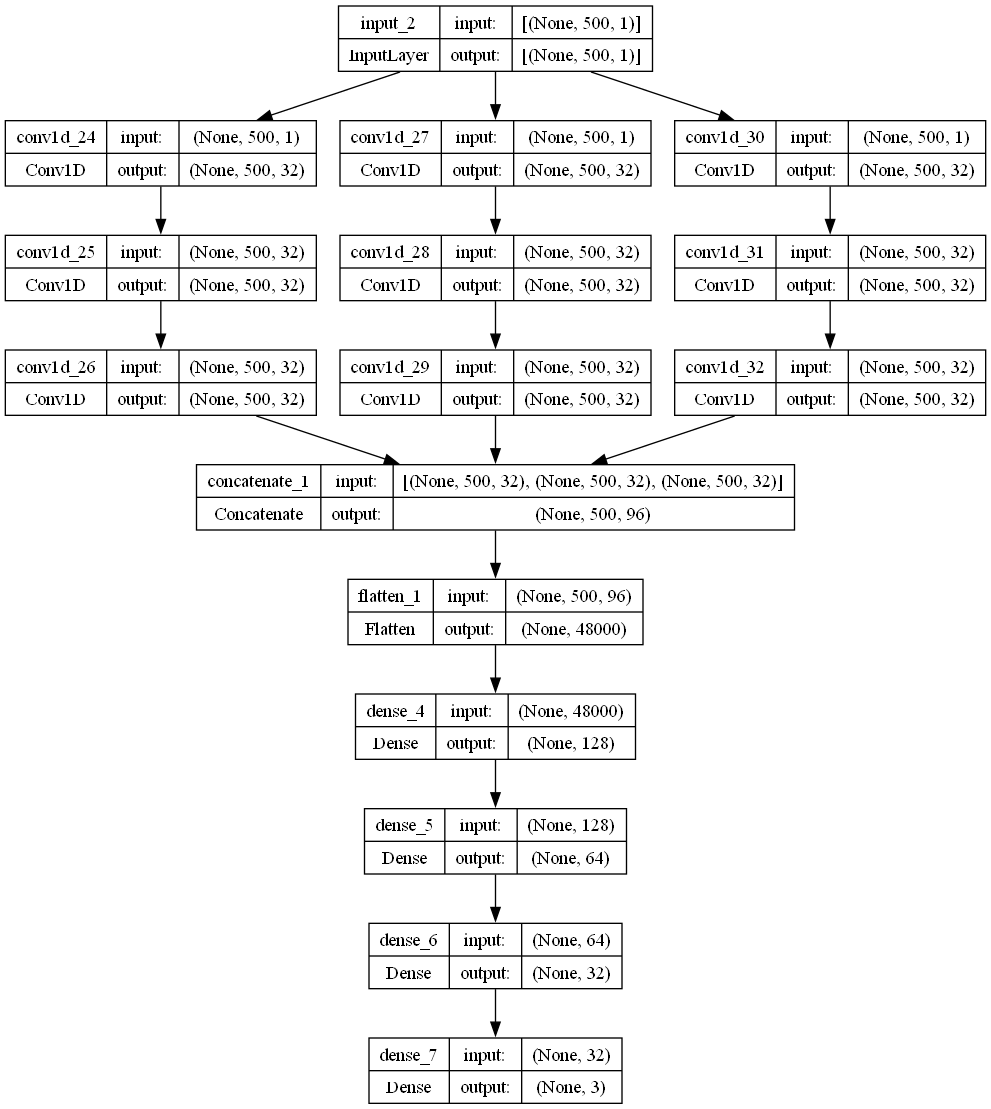 input_2 input: [(None, 500, 1)]
InputLayer output: [(None, 500, 1)]
conv1d_24 input: (None, 500, 1) conv1d_27 input: (None, 500, 1) conv1d_30 input: (None, 500, 1)
Conv1D output: (None, 500, 32) Conv1D output: (None, 500, 32) Conv1D output: (None, 500, 32)
conv1d_25 input: (None, 500, 32) conv1d_28 input: (None, 500, 32) conv1d_31 input: (None, 500, 32)
Conv1D output: (None, 500, 32) Conv1D output: (None, 500, 32) Conv1D output: (None, 500, 32)
conv1d_26 input: (None, 500, 32) conv1d_29 input: (None, 500, 32) conv1d_32 input: (None, 500, 32)
Conv1D output: (None, 500, 32) Conv1D output: (None, 500, 32) Conv1D output: (None, 500, 32)
concatenate_1 input: [(None, 500, 32), (None, 500, 32), (None, 500, 32)]
Concatenate output: (None, 500, 96)
flatten_1 input: (None, 500, 96)
Flatten output: (None, 48000)
dense_4 input: (None, 48000)
Dense output: (None, 128)
dense_5 input: (None, 128)
Dense output: (None, 64)
dense_6 input: (None, 64)
Dense output: (None, 32)
dense_7 input: (None, 32)
Dense output: (None, 3)